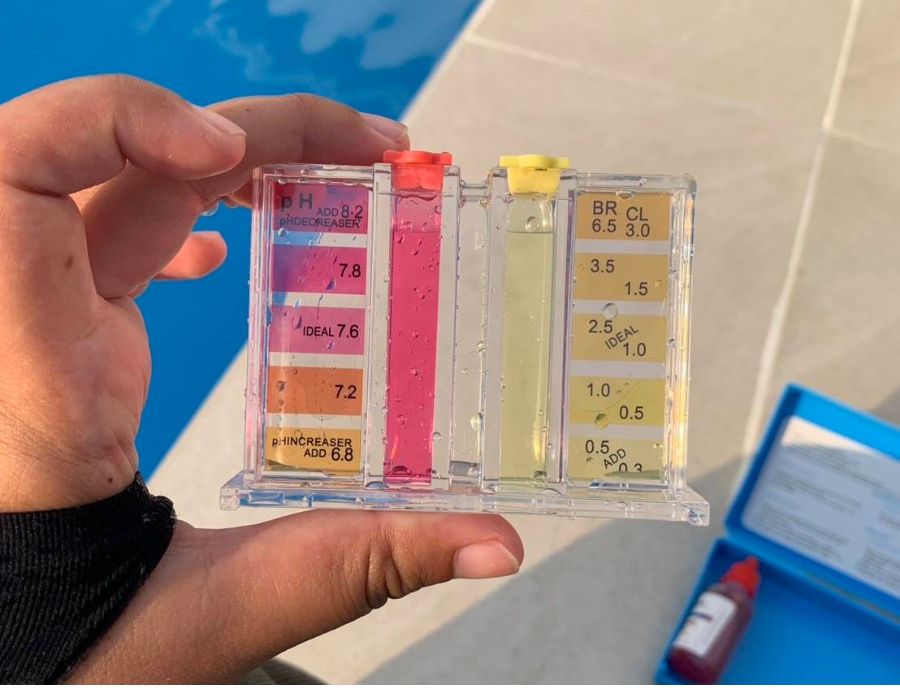 pH
ADD 8.2
pHDECREASER
7.8
IDEAL 7.6
7.2
pHINCREASER
ADD 6.8
BR CL
6.5 3.0
3.5
1.5
2.5
IDEAL
1.0
1.0
0.5
0.5
ADD
0.3